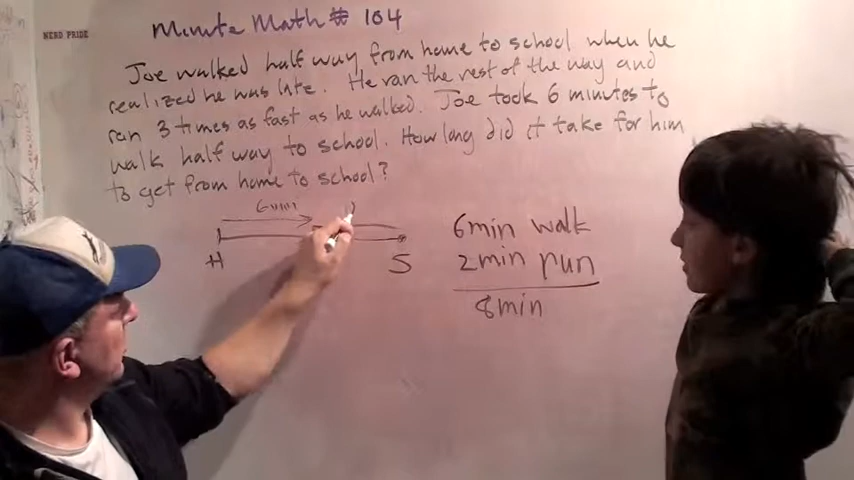 NERD PRIDE
Minute Math # 104
Joe walked half way from home to school when he
realized he was late. He ran the rest of the way and
ran 3 times as fast as he walked. Joe took 6 minutes to
walk half way to school. How long did it take for him
to get from home to school?
6min
H
S
6min walk
2min run
8min